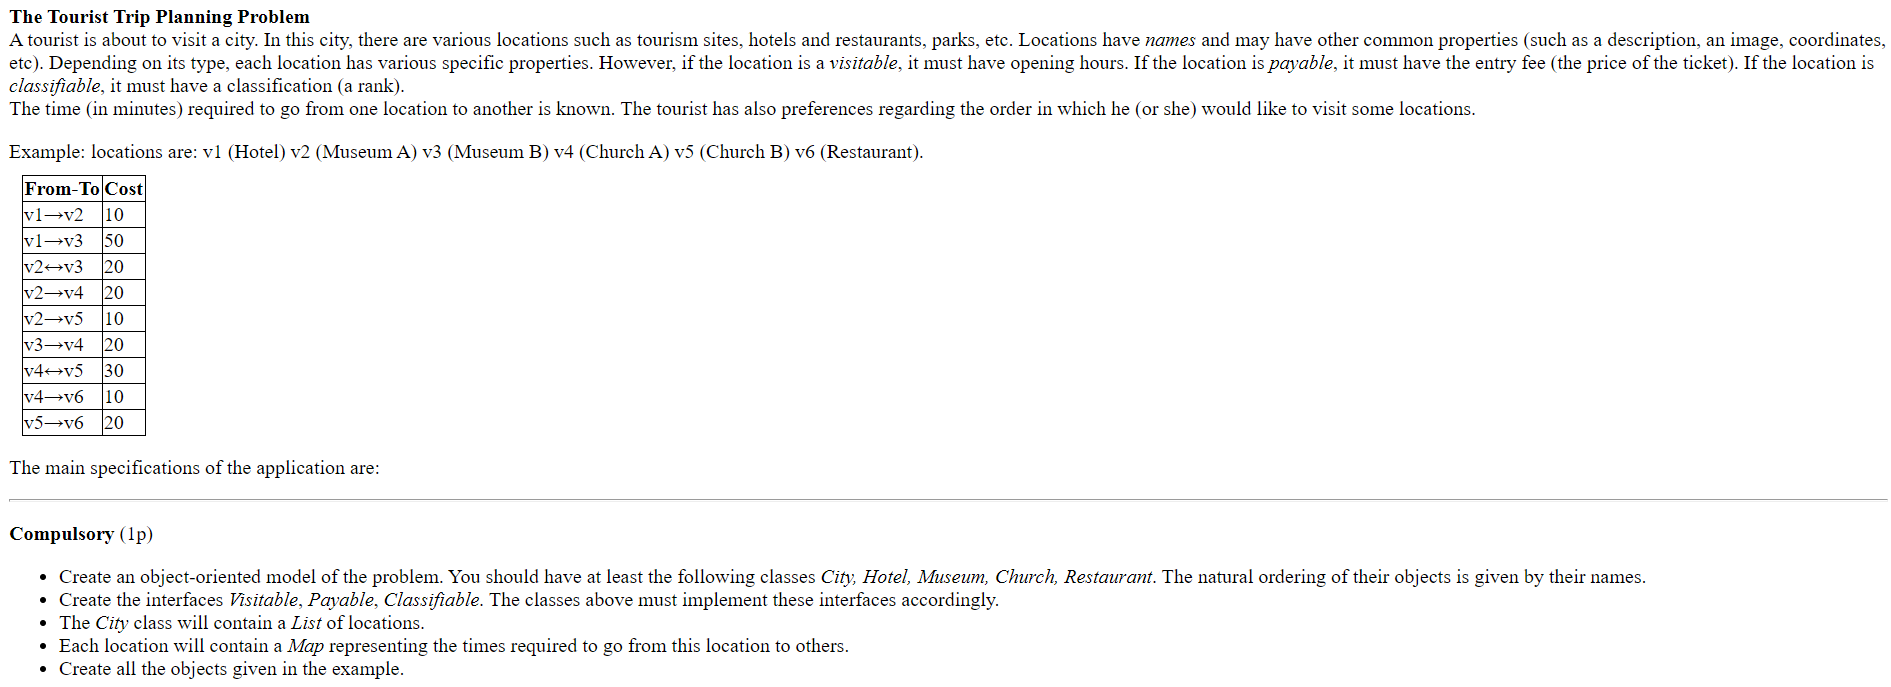 The Tourist Trip Planning Problem
A tourist is about to visit a city. In this city, there are various locations such as tourism sites, hotels and restaurants, parks, etc. Locations have names and may have other common properties (such as a description, an image, coordinates,
etc). Depending on its type, each location has various specific properties. However, if the location is a visitable, it must have opening hours. If the location is payable, it must have the entry fee (the price of the ticket). If the location is
classifiable, it must have a classification (a rank).
The time (in minutes) required to go from one location to another is known. The tourist has also preferences regarding the order in which he (or she) would like to visit some locations.
Example: locations are: v1 (Hotel) v2 (Museum A) v3 (Museum B) v4 (Church A) v5 (Church B) v6 (Restaurant).
From-To Cost
v1→v2 10
v1→v3 50
v2↔v3 20
v2→v4 20
v2→v5 10
v3→v4 20
v4↔v5 30
v4→v6 10
v5→v6 20
The main specifications of the application are:
Compulsory (1p)
• Create an object-oriented model of the problem. You should have at least the following classes City, Hotel, Museum, Church, Restaurant. The natural ordering of their objects is given by their names.
• Create the interfaces Visitable, Payable, Classifiable. The classes above must implement these interfaces accordingly.
• The City class will contain a List of locations.
• Each location will contain a Map representing the times required to go from this location to others.
• Create all the objects given in the example.